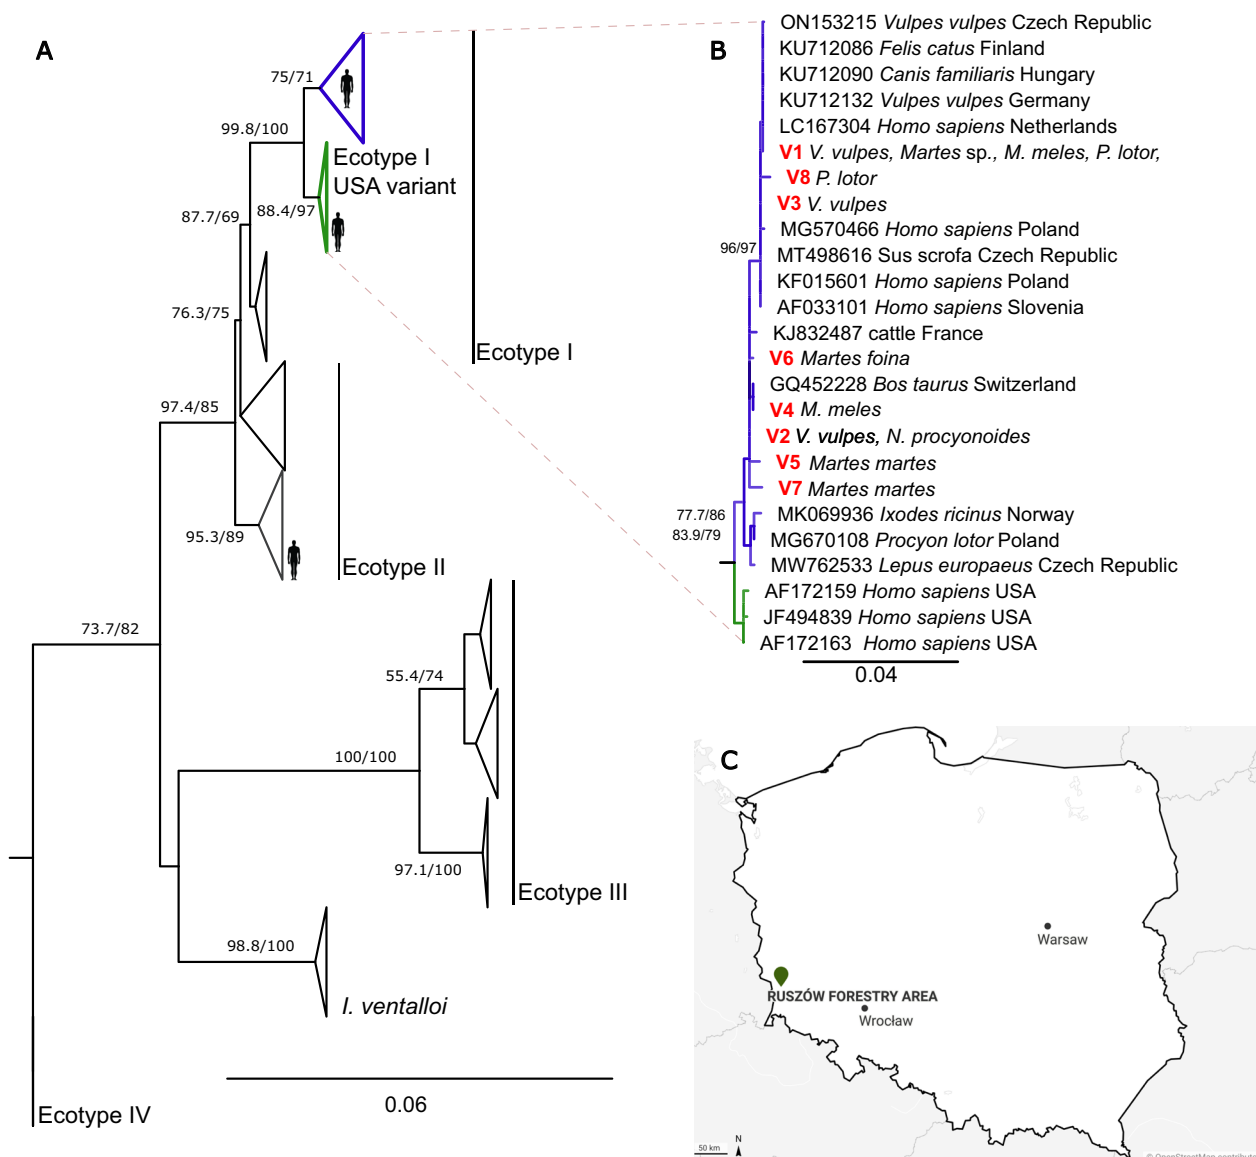 A
75/71
99.8/100
Ecotype I
USA variant
88.4/97
87.7/69
76.3/75
Ecotype I
97.4/85
95.3/89
Ecotype II
73.7/82
55.4/74
100/100
97.1/100
Ecotype III
98.8/100
I. ventalloi
0.06
Ecotype IV
B
ON153215 Vulpes vulpes Czech Republic
KU712086 Felis catus Finland
KU712090 Canis familiaris Hungary
KU712132 Vulpes vulpes Germany
LC167304 Homo sapiens Netherlands
V1 V. vulpes, Martes sp., M. meles, P. lotor,
V8 P. lotor
V3 V. vulpes
MG570466 Homo sapiens Poland
96/97
MT498616 Sus scrofa Czech Republic
KF015601 Homo sapiens Poland
AF033101 Homo sapiens Slovenia
KJ832487 cattle France
V6 Martes foina
GQ452228 Bos taurus Switzerland
V4 M. meles
V2 V. vulpes, N. procyonoides
V5 Martes martes
V7 Martes martes
77.7/86
MK069936 Ixodes ricinus Norway
83.9/79
MG670108 Procyon lotor Poland
MW762533 Lepus europaeus Czech Republic
AF172159 Homo sapiens USA
JF494839 Homo sapiens USA
AF172163 Homo sapiens USA
0.04
C
Warsaw
RUSZÓW FORESTRY AREA
Wrocław
50 km
N
© OpenStreetMap contributo